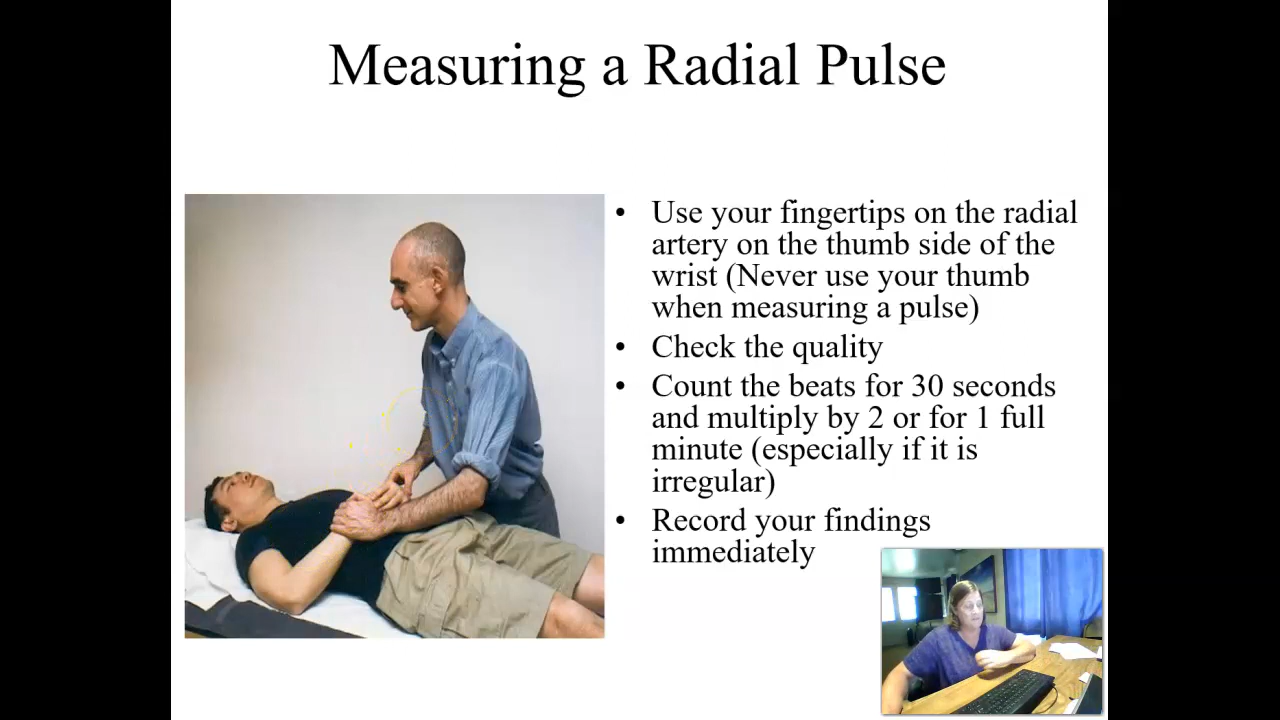 Measuring a Radial Pulse
• Use your fingertips on the radial
artery on the thumb side of the
wrist (Never use your thumb
when measuring a pulse)
• Check the quality
• Count the beats for 30 seconds
and multiply by 2 or for 1 full
minute (especially if it is
irregular)
• Record your findings
immediately